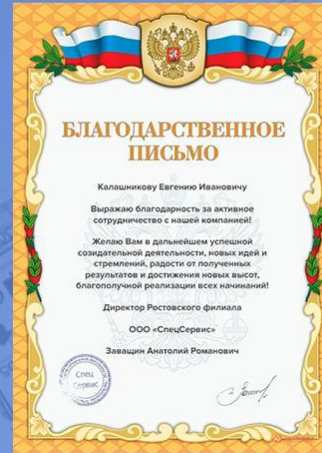 БЛАГОДАРСТВЕННОЕ
ПИСЬМО
Калашникову Евгению Ивановичу
Выражаю благодарность за активное
сотрудничество с нашей компанией!
Желаю Вам в дальнейшем успешной
созидательной деятельности, новых идей и
стремлений, радости от полученных
результатов и достижения новых высот,
благополучной реализации всех начинаний!
Директор Ростовского филиала
ООО «СпецСервис»
Заващин Анатолий Романович
Спец
Сервис